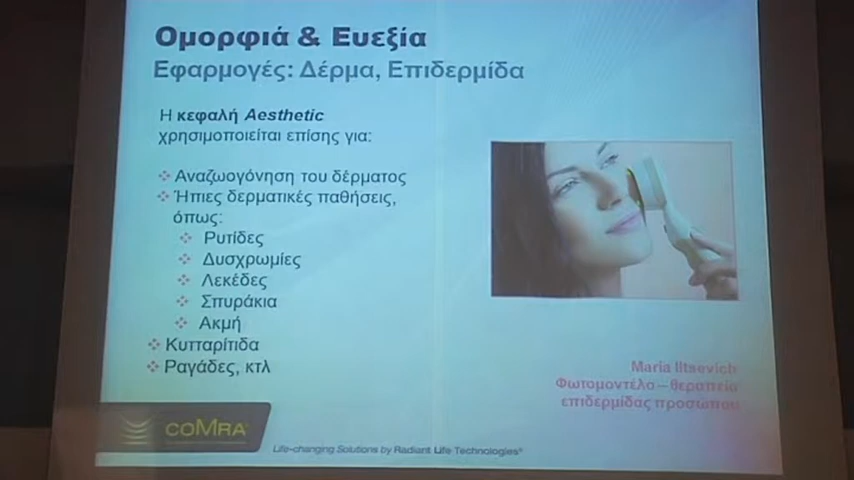 Ομορφιά & Ευεξία
Εφαρμογές: Δέρμα, Επιδερμίδα
Η κεφαλή Aesthetic
χρησιμοποιείται επίσης για:
Αναζωογόνηση του δέρματος
Ήπιες δερματικές παθήσεις,
όπως:
Ρυτίδες
Δυσχρωμίες
Λεκέδες
Σπυράκια
Ακμή
Κυτταρίτιδα
Ραγάδες, κτλ
Maria Iltsevich
Φωτομοντέλο – θεραπεία
επιδερμίδας προσώπου
coMra
Life-changing Solutions by Radiant Life Technologies®